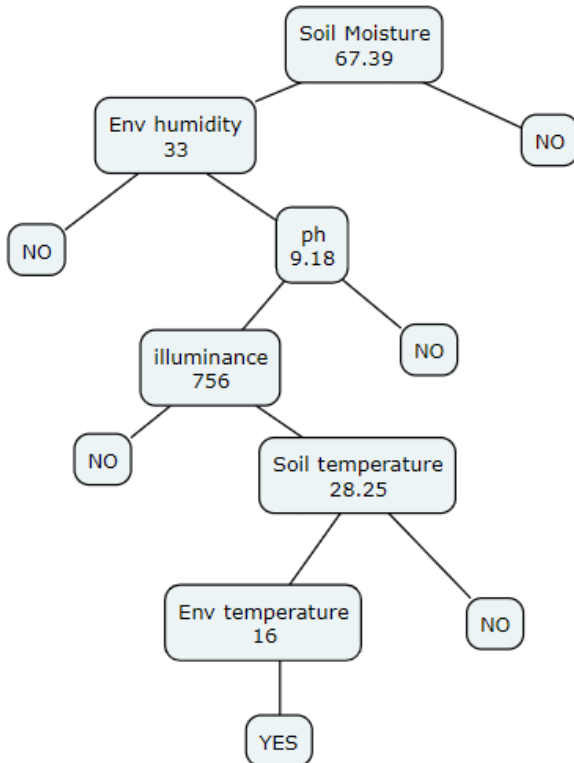 Soil Moisture
67.39
Env humidity
33
NO
NO
ph
9.18
illuminance
756
NO
NO
Soil temperature
28.25
Env temperature
16
NO
YES